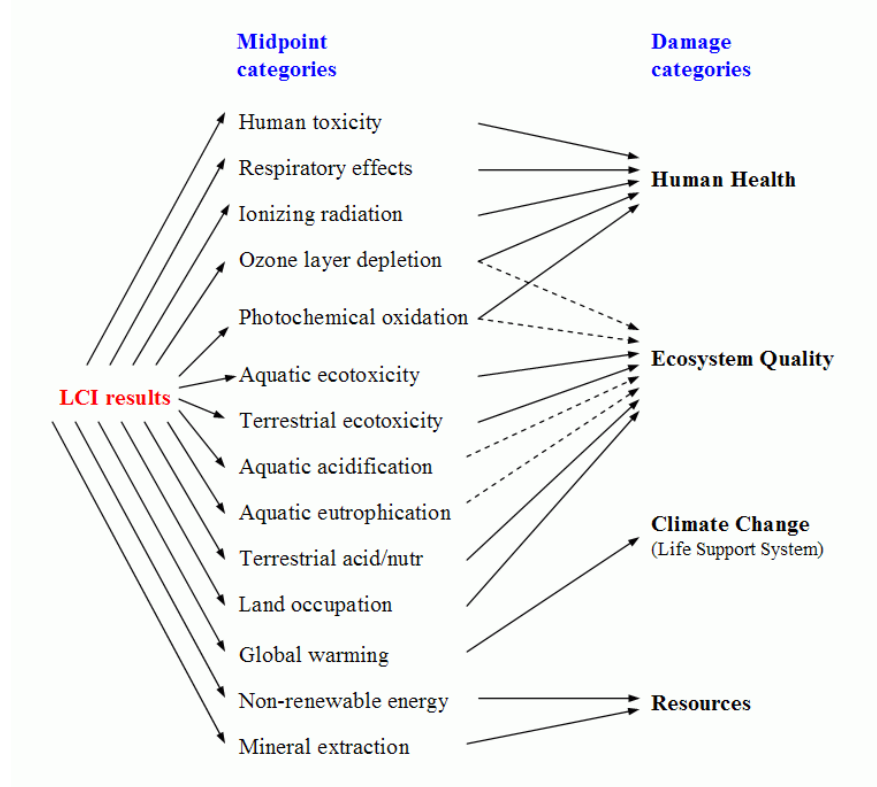 Midpoint
categories
Damage
categories
Human toxicity
Respiratory effects
Human Health
Ionizing radiation
Ozone layer depletion
Photochemical oxidation
Ecosystem Quality
Aquatic ecotoxicity
LCI results
Terrestrial ecotoxicity
Aquatic acidification
Aquatic eutrophication
Climate Change
(Life Support System)
Terrestrial acid/nutr
Land occupation
Global warming
Non-renewable energy
Resources
Mineral extraction